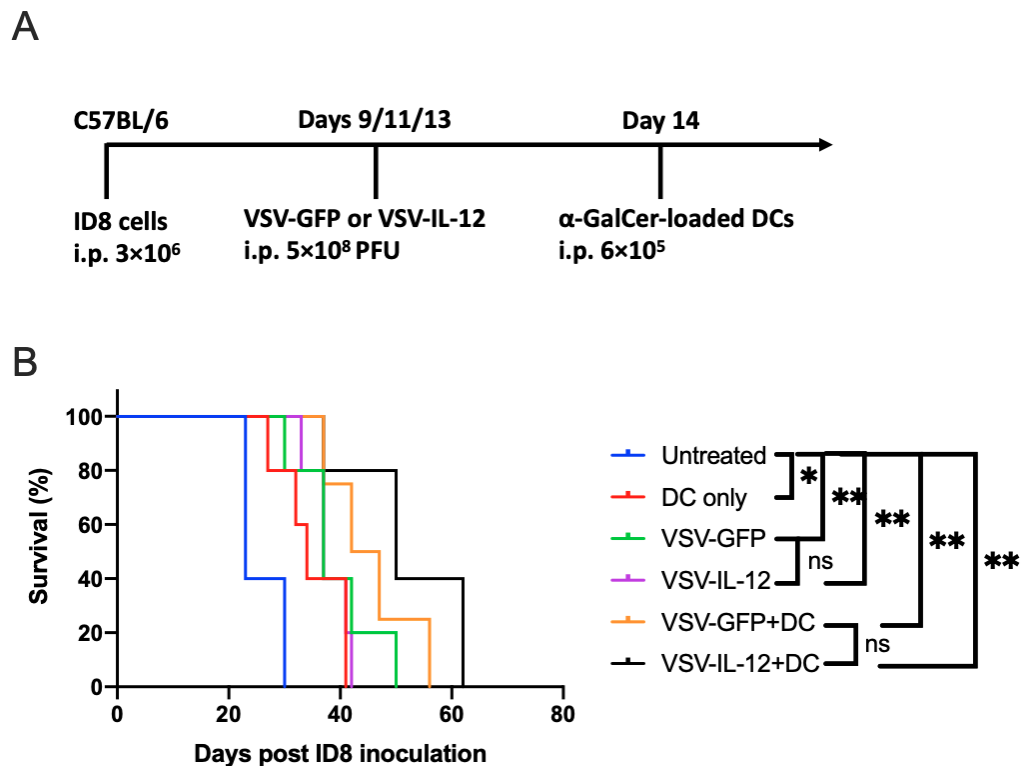 A
C57BL/6 Days 9/11/13 Day 14
ID8 cells VSV-GFP or VSV-IL-12 α-GalCer-loaded DCs
i.p. 3×10⁶ i.p. 5×10⁸ PFU i.p. 6×10⁵
B
Survival (%)
100
80
60
40
20
0
0 20 40 60 80
Days post ID8 inoculation
Untreated
DC only
VSV-GFP
VSV-IL-12
VSV-GFP+DC
VSV-IL-12+DC
*
**
**
**
**
ns
ns